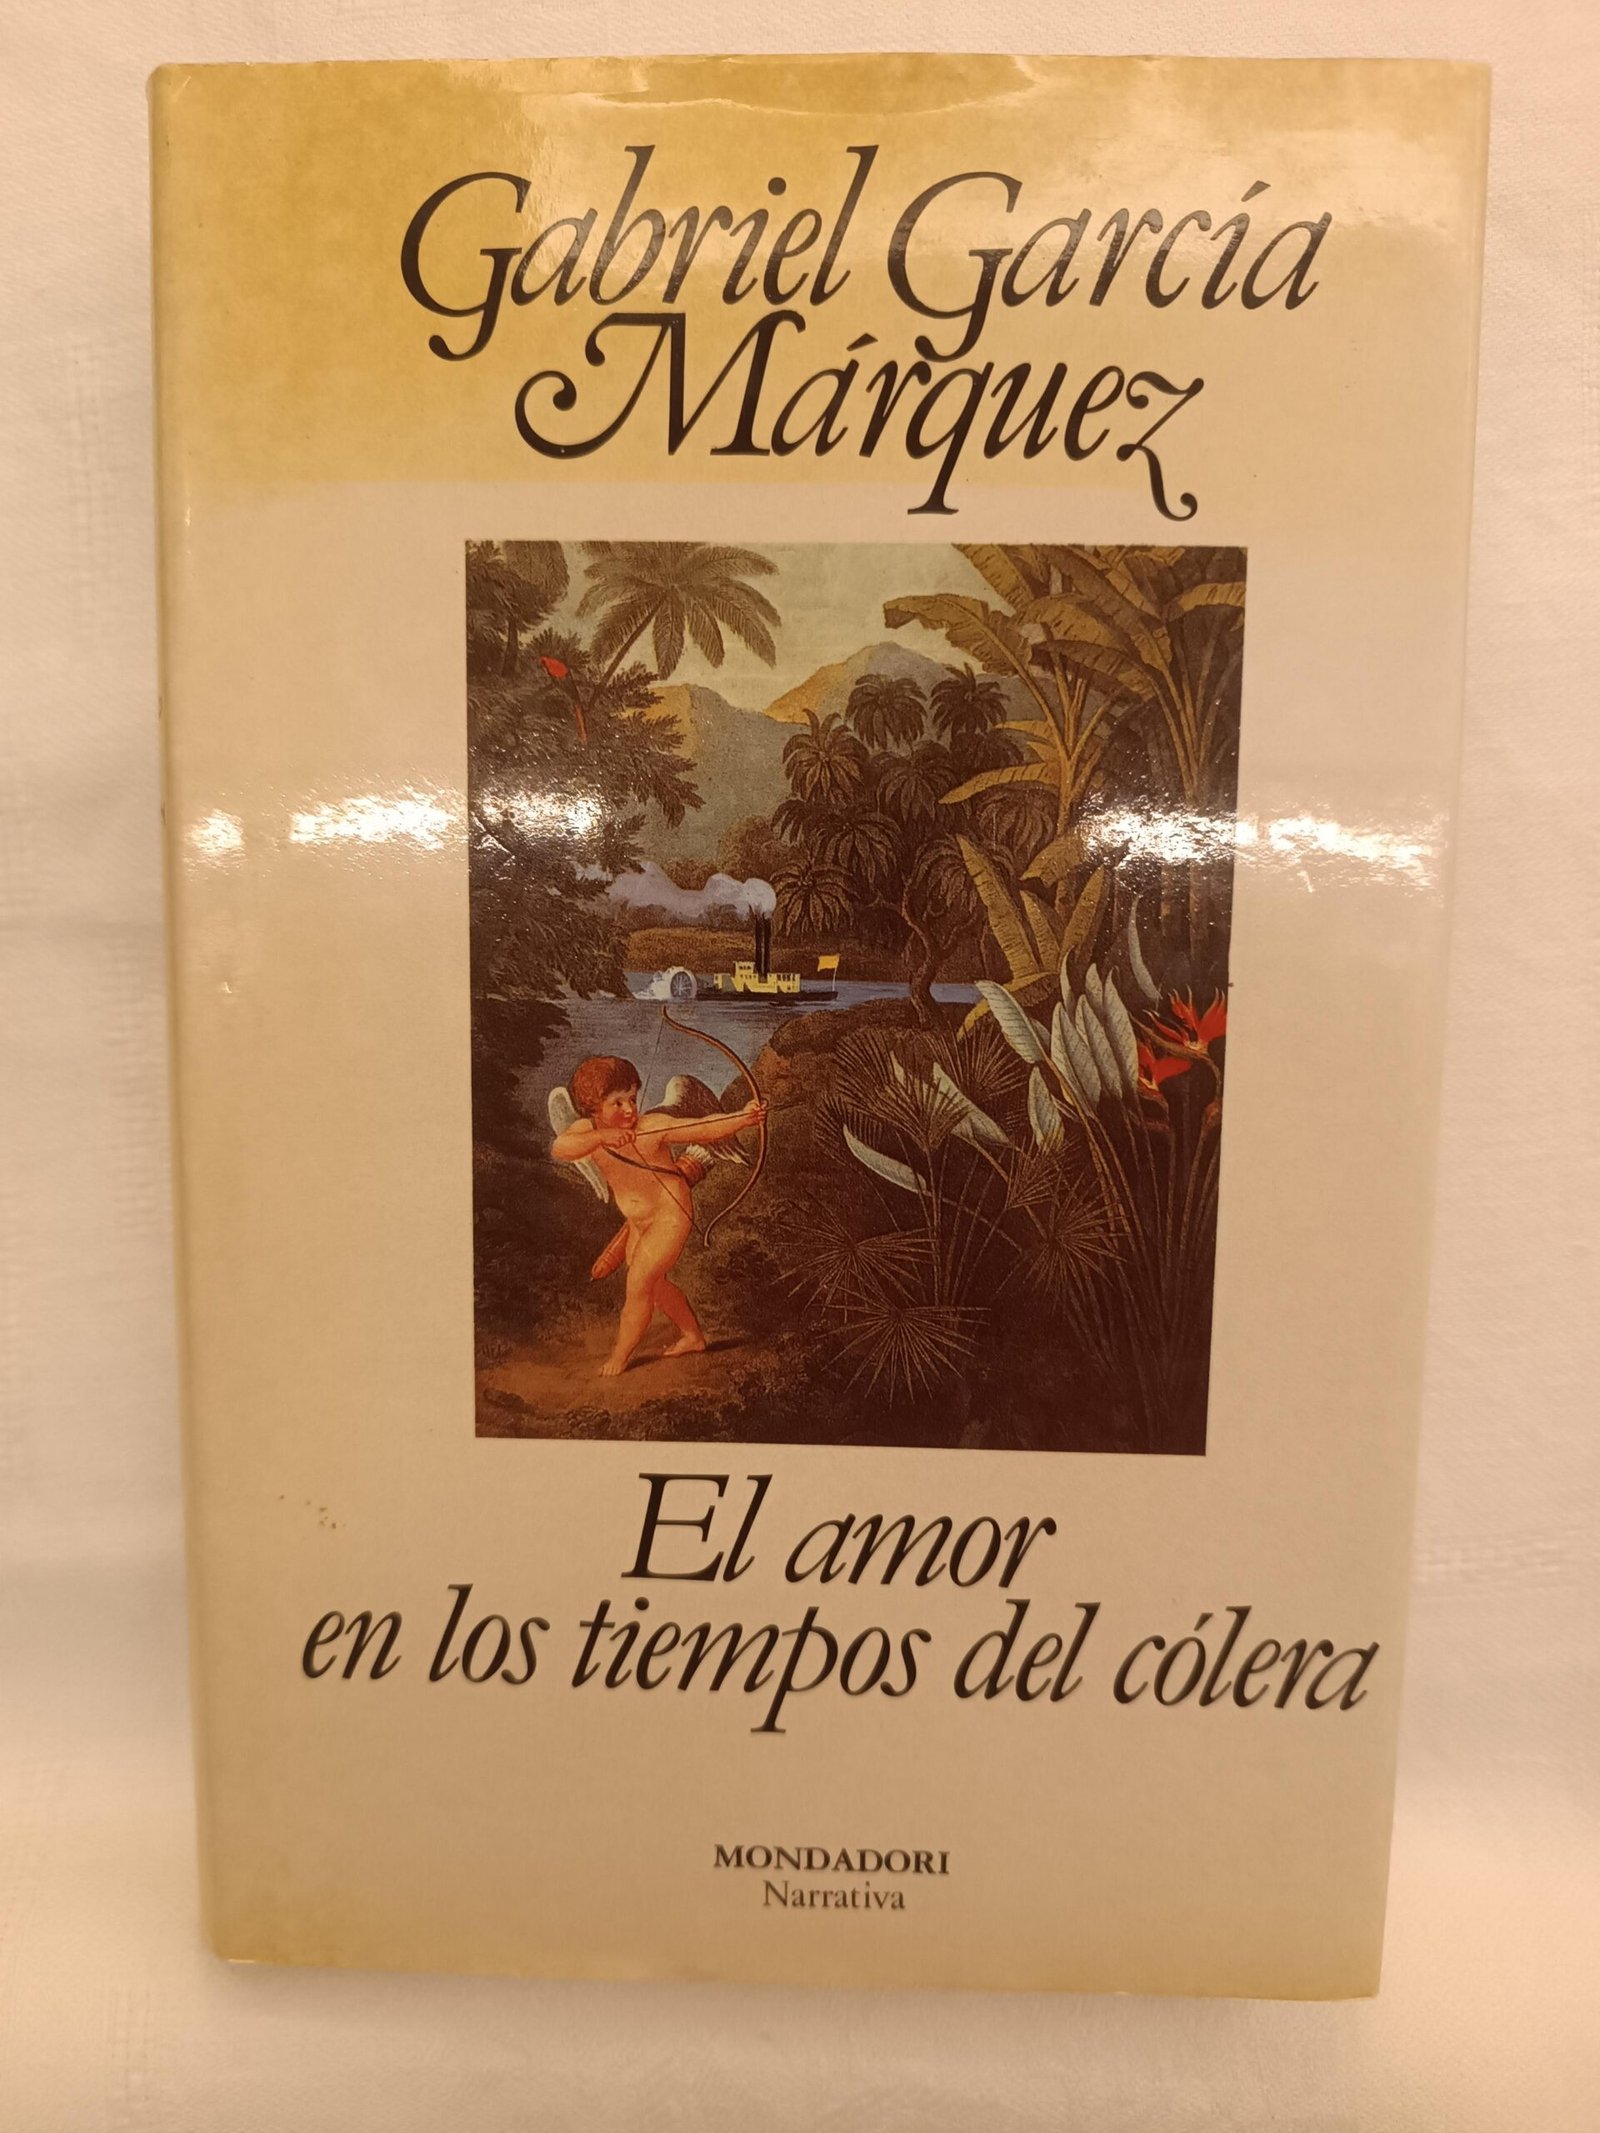 Gabriel García
Márquez
El amor
en los tiempos del cólera
MONDADORI
Narrativa